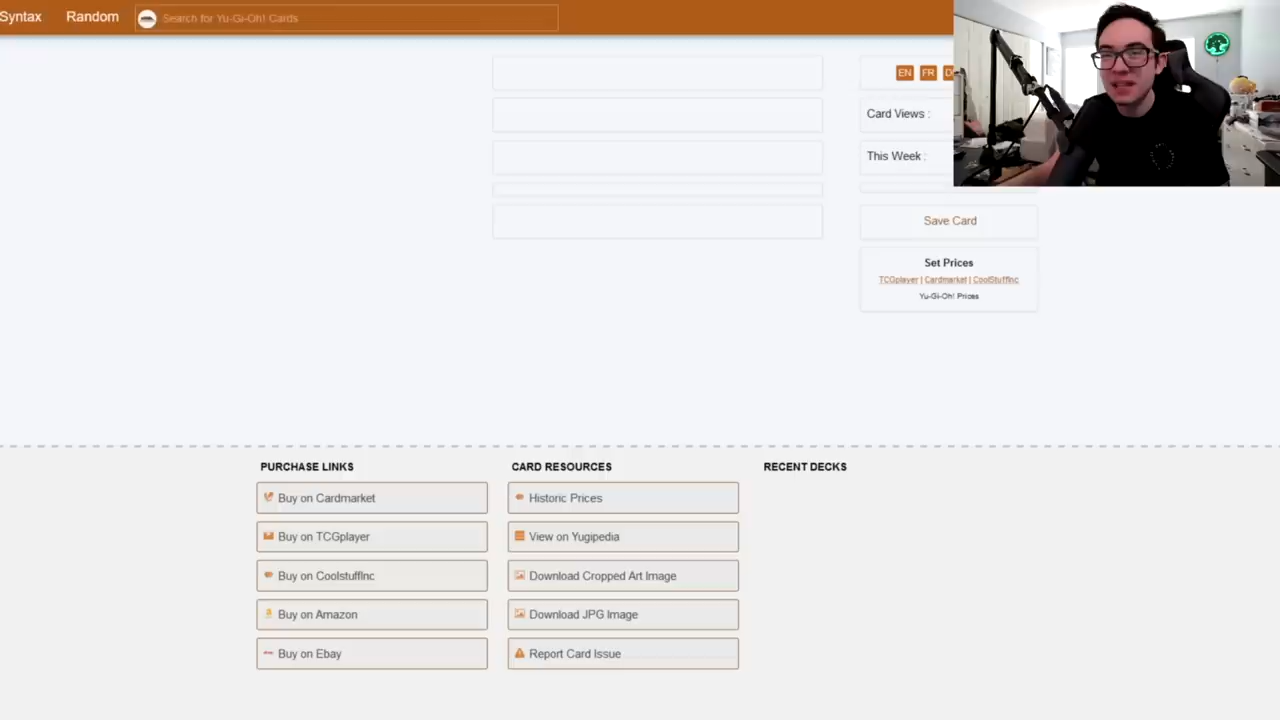 Syntax
Random
Search for Yu-Gi-Oh! Cards
EN
FR
Card Views :
This Week :
Save Card
Set Prices
TCGplayer | Cardmarket | CoolStuffInc
Yu-Gi-Oh! Prices
PURCHASE LINKS
Buy on Cardmarket
Buy on TCGplayer
Buy on CoolstuffInc
Buy on Amazon
Buy on Ebay
CARD RESOURCES
Historic Prices
View on Yugipedia
Download Cropped Art Image
Download JPG Image
Report Card Issue
RECENT DECKS